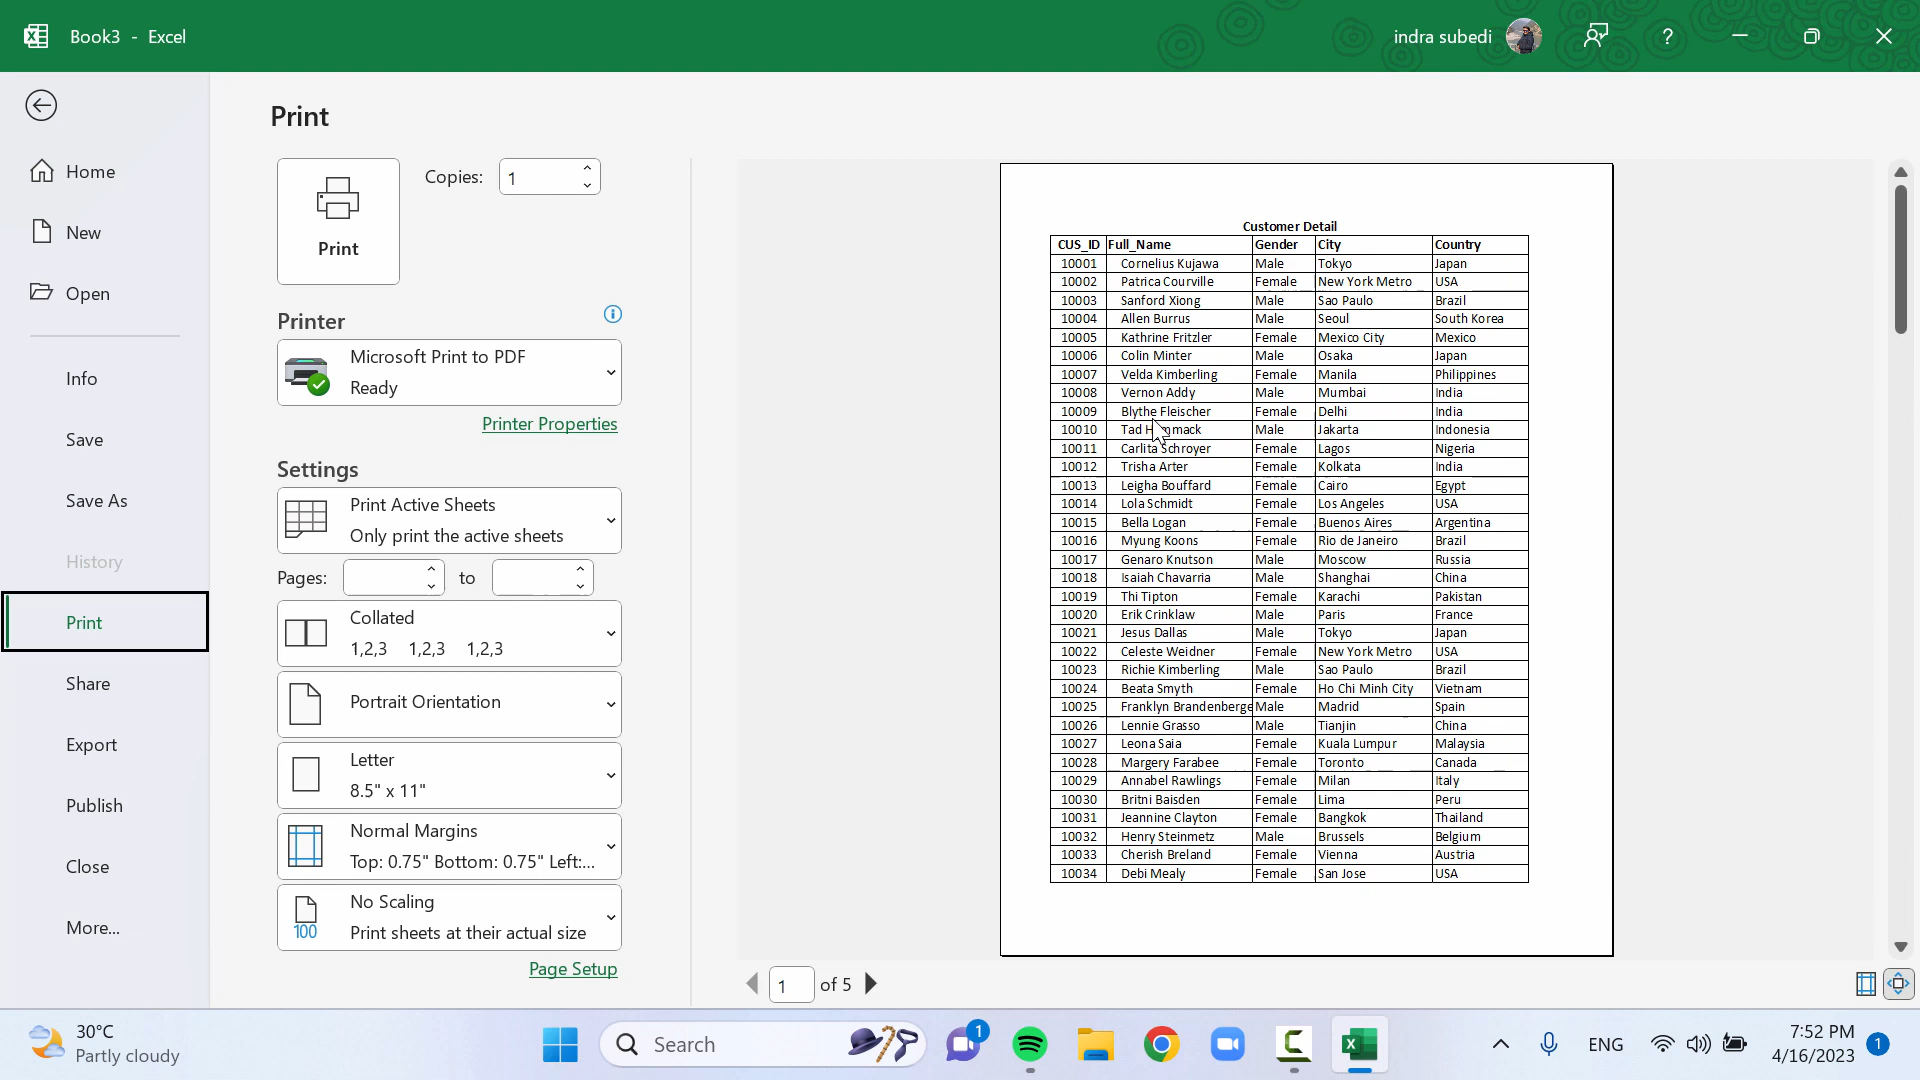 Book3 - Excel
indra subedi
?
Print
Home
New
Open
Info
Save
Save As
History
Print
Share
Export
Publish
Close
More...
Print
Copies: 1
Printer
Microsoft Print to PDF
Ready
Printer Properties
Settings
Print Active Sheets
Only print the active sheets
Pages: to
Collated
1,2,3 1,2,3 1,2,3
Portrait Orientation
Letter
8.5" x 11"
Normal Margins
Top: 0.75" Bottom: 0.75" Left:...
100
No Scaling
Print sheets at their actual size
Page Setup
Customer Detail
CUS_ID Full_Name Gender City Country
10001 Cornelius Kujawa Male Tokyo Japan
10002 Patrica Courville Female New York Metro USA
10003 Sanford Xiong Male Sao Paulo Brazil
10004 Allen Burrus Male Seoul South Korea
10005 Kathrine Fritzler Female Mexico City Mexico
10006 Colin Minter Male Osaka Japan
10007 Velda Kimberling Female Manila Philippines
10008 Vernon Addy Male Mumbai India
10009 Blythe Fleischer Female Delhi India
10010 Tad Male Jakarta Indonesia
10011 Carlita Schroyer Female Lagos Nigeria
10012 Trisha Arter Female Kolkata India
10013 Leigha Bouffard Female Cairo Egypt
10014 Lola Schmidt Female Los Angeles USA
10015 Bella Logan Female Buenos Aires Argentina
10016 Myung Koons Female Rio de Janeiro Brazil
10017 Genaro Knutson Male Moscow Russia
10018 Isaiah Chavarria Male Shanghai China
10019 Thi Tipton Female Karachi Pakistan
10020 Erik Crinklaw Male Paris France
10021 Jesus Dallas Male Tokyo Japan
10022 Celeste Weidner Female New York Metro USA
10023 Richie Kimberling Male Sao Paulo Brazil
10024 Beata Smyth Female Ho Chi Minh City Vietnam
10025 Franklyn Brandenberge Male Madrid Spain
10026 Lennie Grasso Male Tianjin China
10027 Leona Saia Female Kuala Lumpur Malaysia
10028 Margery Farabee Female Toronto Canada
10029 Annabel Rawlings Female Milan Italy
10030 Britni Baisden Female Lima Peru
10031 Jeannine Clayton Female Bangkok Thailand
10032 Henry Steinmetz Male Brussels Belgium
10033 Cherish Breland Female Vienna Austria
10034 Debi Mealy Female San Jose USA
1 of 5
30°C
Partly cloudy
Search
1
ENG
7:52 PM
4/16/2023
1